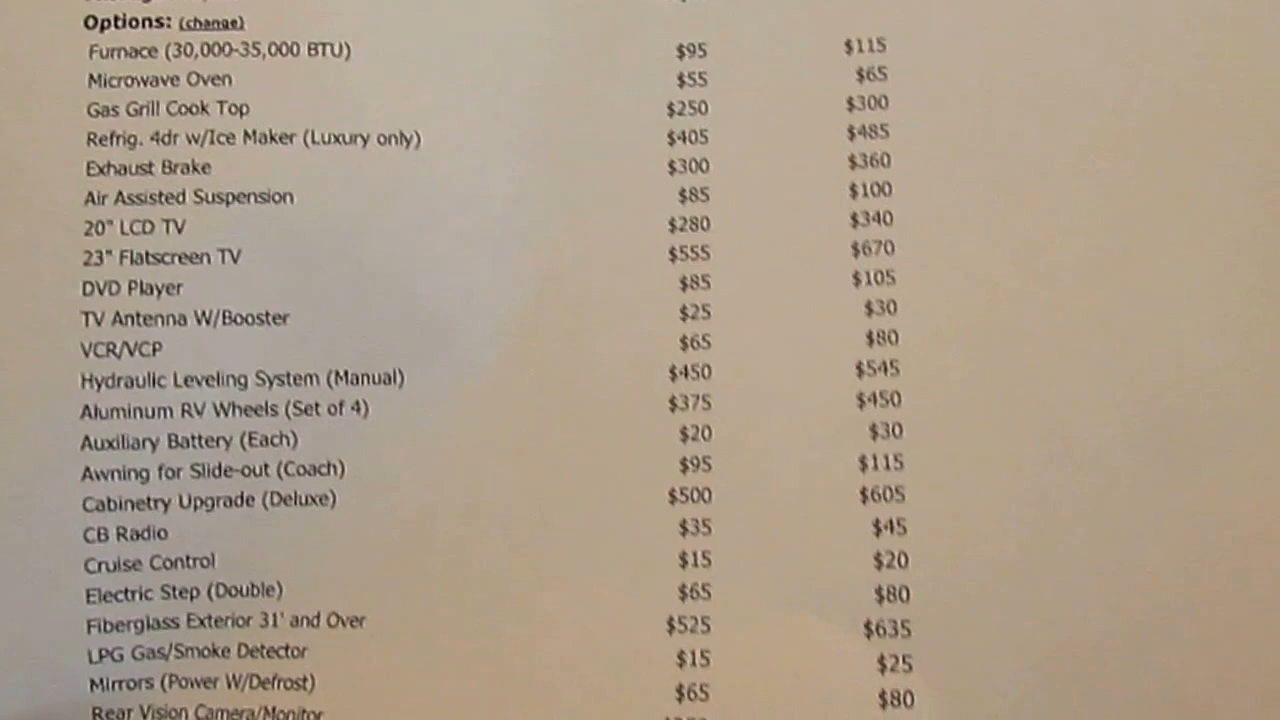 Options: (change)
Furnace (30,000-35,000 BTU) $95 $115
Microwave Oven $55 $65
Gas Grill Cook Top $250 $300
Refrig. 4dr w/Ice Maker (Luxury only) $405 $485
Exhaust Brake $300 $360
Air Assisted Suspension $85 $100
20" LCD TV $280 $340
23" Flatscreen TV $555 $670
DVD Player $85 $105
TV Antenna W/Booster $25 $30
VCR/VCP $65 $80
Hydraulic Leveling System (Manual) $450 $545
Aluminum RV Wheels (Set of 4) $375 $450
Auxiliary Battery (Each) $20 $30
Awning for Slide-out (Coach) $95 $115
Cabinetry Upgrade (Deluxe) $500 $605
CB Radio $35 $45
Cruise Control $15 $20
Electric Step (Double) $65 $80
Fiberglass Exterior 31' and Over $525 $635
LPG Gas/Smoke Detector $15 $25
Mirrors (Power W/Defrost) $65 $80
Rear Vision Camera/Monitor